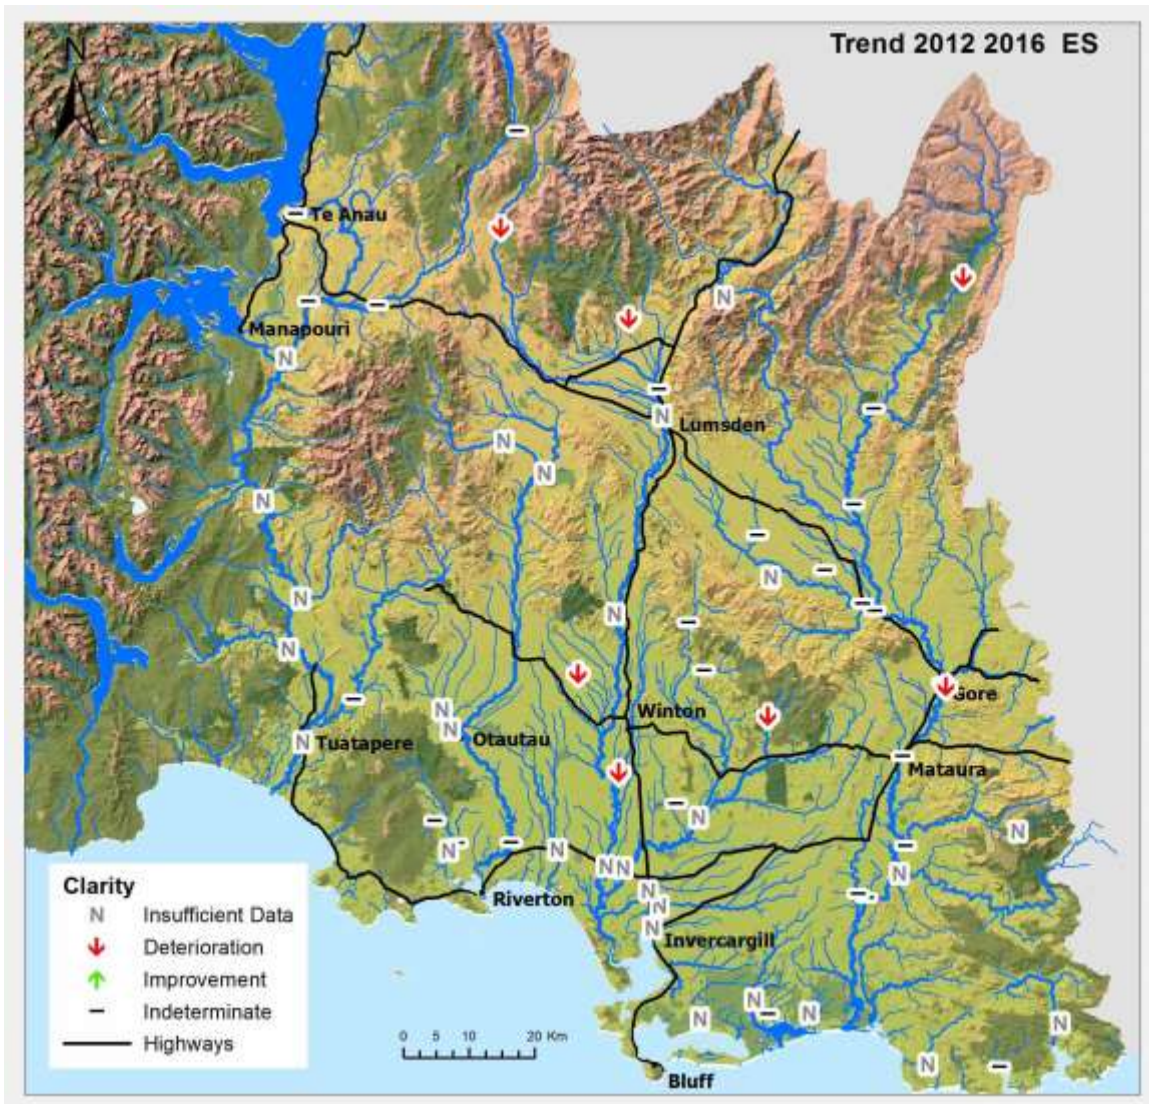 Trend 2012 2016 ES
N
Te Anau
N
Manapouri
N
N
Lumsden
N
N
N
N
N
N
N
Gore
N
Winton
N
N
Tuatapere
Otautau
Mataura
N
N
N
N
N N
N
N
N
Riverton
N
Invercargill
N
N
N
N
N
Bluff
Clarity
N Insufficient Data
Deterioration
Improvement
Indeterminate
Highways
0 5 10 20 Km